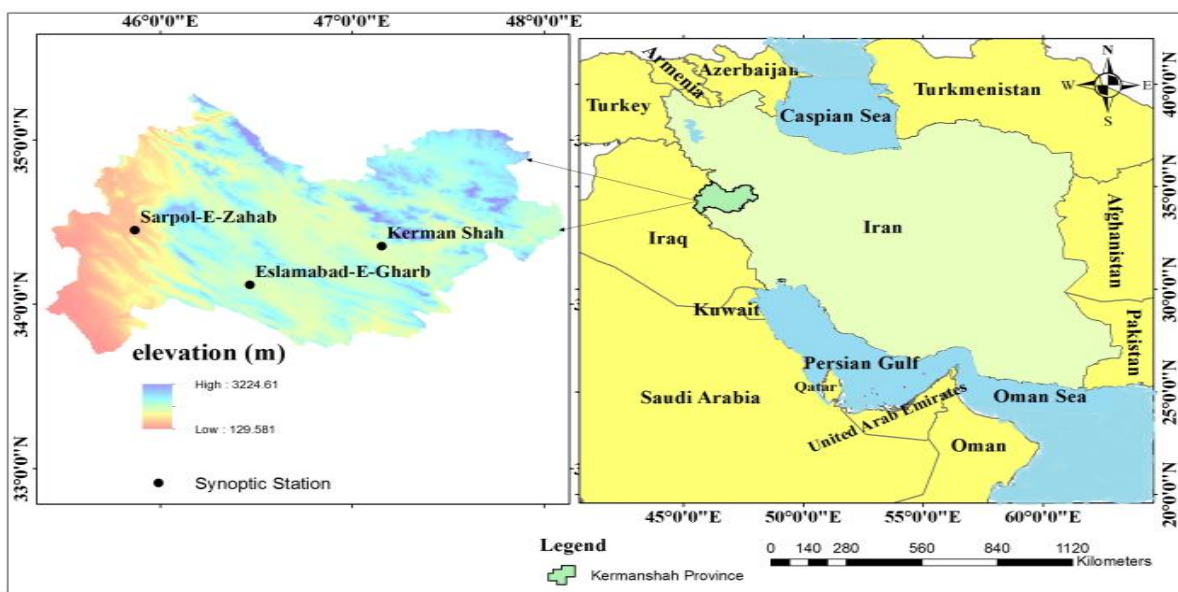 46°0'0"E
47°0'0"E
48°0'0"E
35°0'0"N
34°0'0"N
33°0'0"N
Sarpol-E-Zahab
Kerman Shah
Eslamabad-E-Gharb
elevation (m)
High : 3224.61
Low : 129.581
Synoptic Station
Armenia
Azerbaijan
Turkey
Turkmenistan
Caspian Sea
N
W
E
S
Iraq
Iran
Afghanistan
Kuwait
Pakistan
Persian Gulf
Qatar
Saudi Arabia
United Arab Emirates
Oman Sea
Oman
40°0'0"N
35°0'0"N
30°0'0"N
25°0'0"N
20°0'0"N
45°0'0"E
50°0'0"E
55°0'0"E
60°0'0"E
Legend
Kermanshah Province
0 140 280 560 840 1120
Kilometers